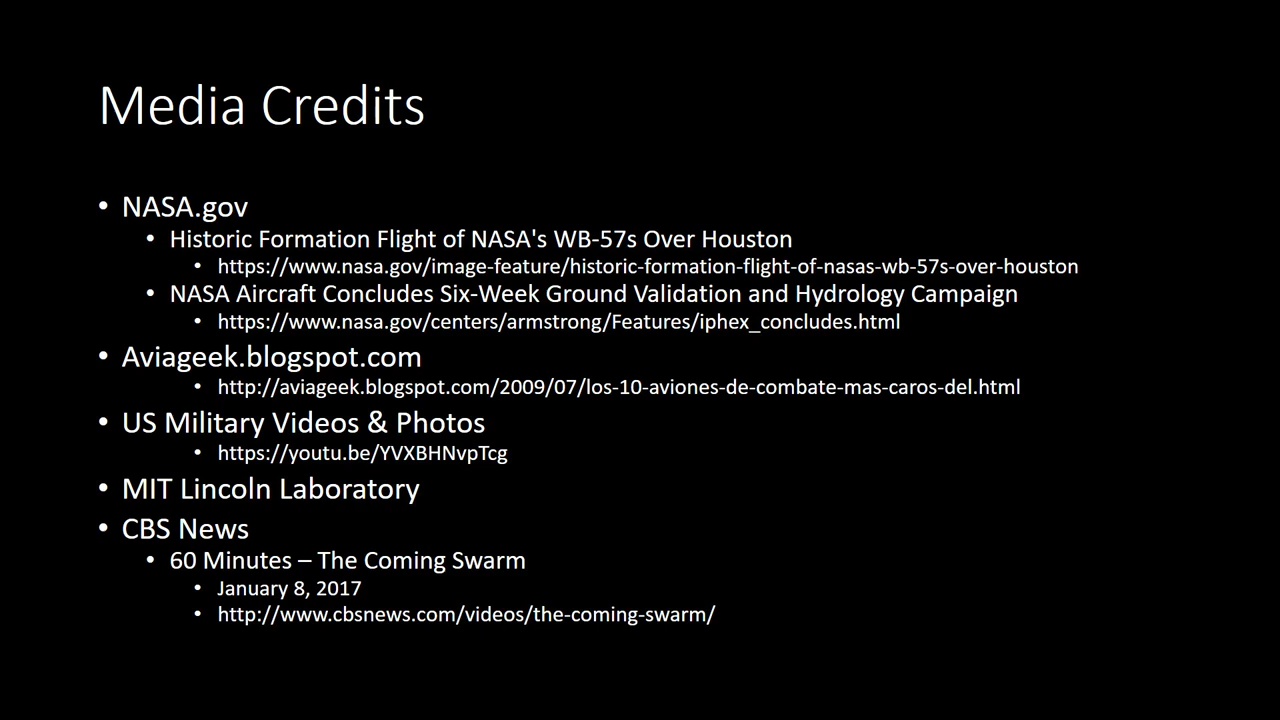 Media Credits
• NASA.gov
• Historic Formation Flight of NASA's WB-57s Over Houston
• https://www.nasa.gov/image-feature/historic-formation-flight-of-nasas-wb-57s-over-houston
• NASA Aircraft Concludes Six-Week Ground Validation and Hydrology Campaign
• https://www.nasa.gov/centers/armstrong/Features/iphex_concludes.html
• Aviageek.blogspot.com
• http://aviageek.blogspot.com/2009/07/los-10-aviones-de-combate-mas-caros-del.html
• US Military Videos & Photos
• https://youtu.be/YVXBHNvpTcg
• MIT Lincoln Laboratory
• CBS News
• 60 Minutes – The Coming Swarm
• January 8, 2017
• http://www.cbsnews.com/videos/the-coming-swarm/